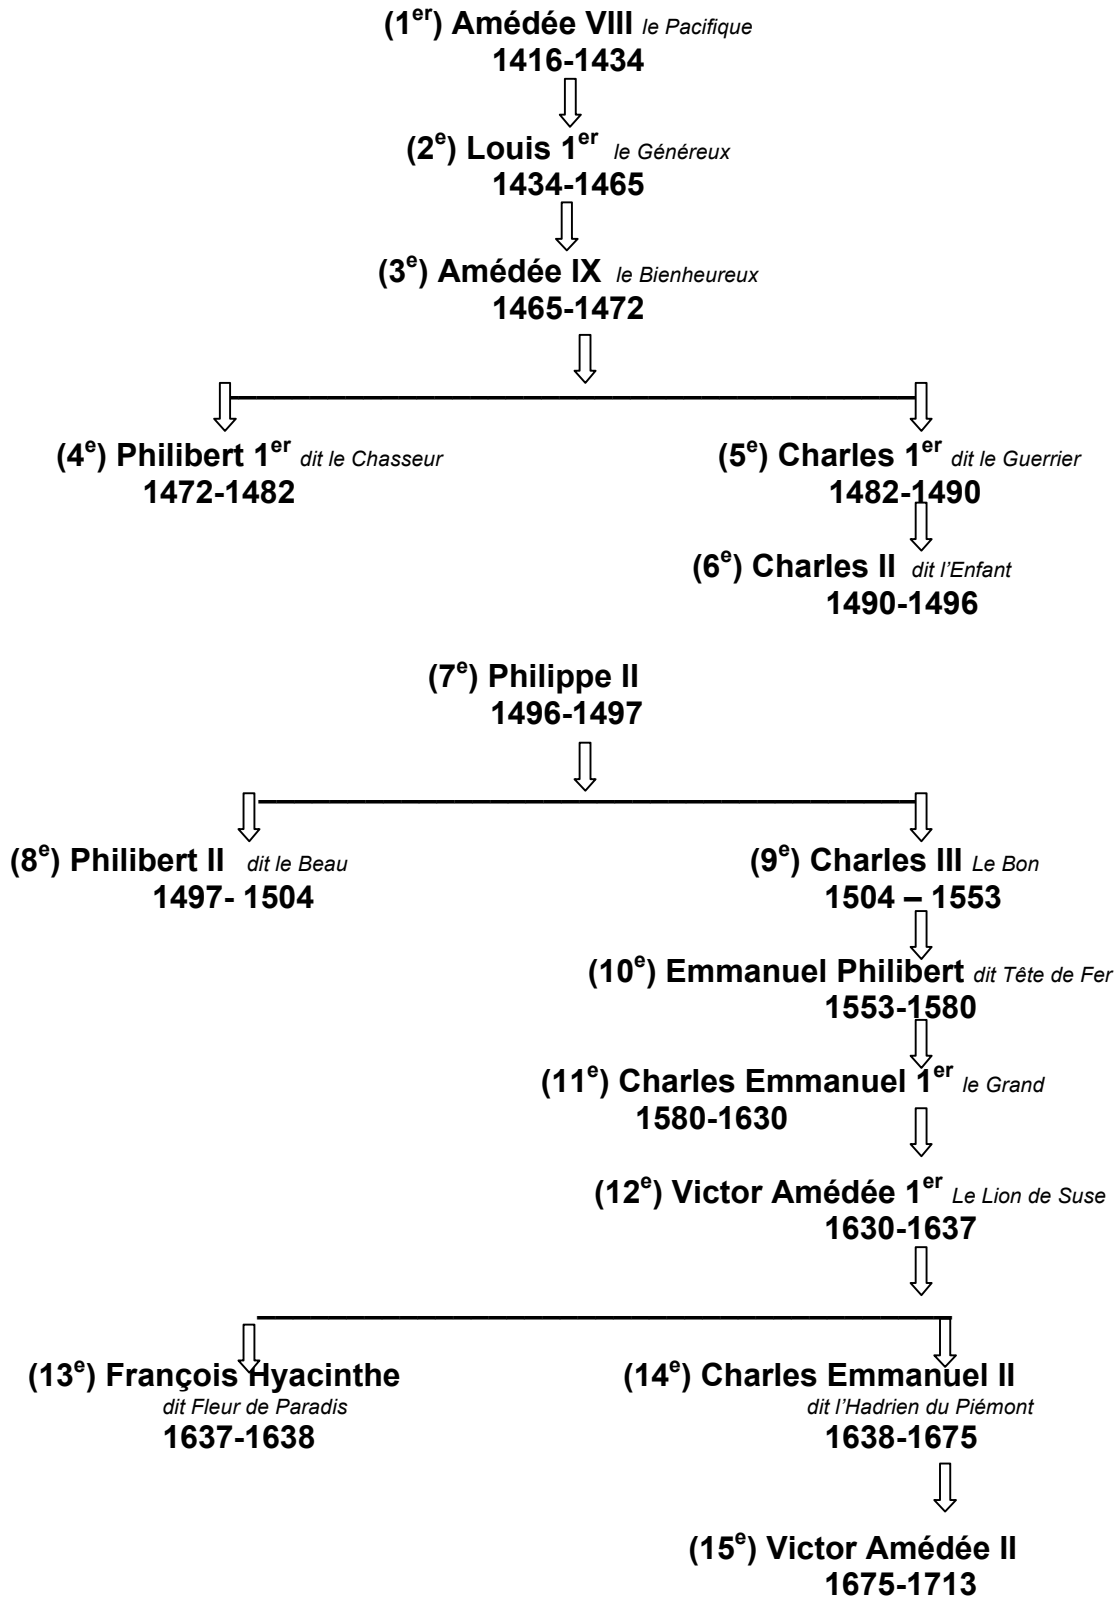 (1er) Amédée VIII le Pacifique
1416-1434
(2e) Louis 1er le Généreux
1434-1465
(3e) Amédée IX le Bienheureux
1465-1472
(4e) Philibert 1er dit le Chasseur
1472-1482
(5e) Charles 1er dit le Guerrier
1482-1490
(6e) Charles II dit l’Enfant
1490-1496
(7e) Philippe II
1496-1497
(8e) Philibert II dit le Beau
1497- 1504
(9e) Charles III Le Bon
1504 – 1553
(10e) Emmanuel Philibert dit Tête de Fer
1553-1580
(11e) Charles Emmanuel 1er le Grand
1580-1630
(12e) Victor Amédée 1er Le Lion de Suse
1630-1637
(13e) François Hyacinthe
dit Fleur de Paradis
1637-1638
(14e) Charles Emmanuel II
dit l’Hadrien du Piémont
1638-1675
(15e) Victor Amédée II
1675-1713